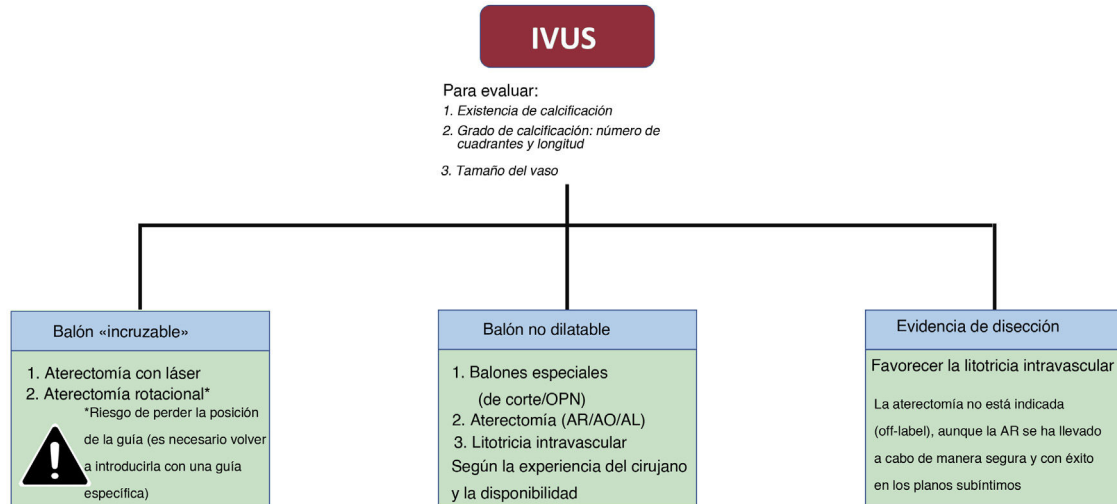 IVUS
Para evaluar:
1. Existencia de calcificación
2. Grado de calcificación: número de
cuadrantes y longitud
3. Tamaño del vaso
Balón «incruzable»
1. Aterectomía con láser
2. Aterectomía rotacional*
*Riesgo de perder la posición
de la guía (es necesario volver
a introducirla con una guía
específica)
Balón no dilatable
1. Balones especiales
(de corte/OPN)
2. Aterectomía (AR/AO/AL)
3. Litotricia intravascular
Según la experiencia del cirujano
y la disponibilidad
Evidencia de disección
Favorecer la litotricia intravascular
La aterectomía no está indicada
(off-label), aunque la AR se ha llevado
a cabo de manera segura y con éxito
en los planos subíntimos